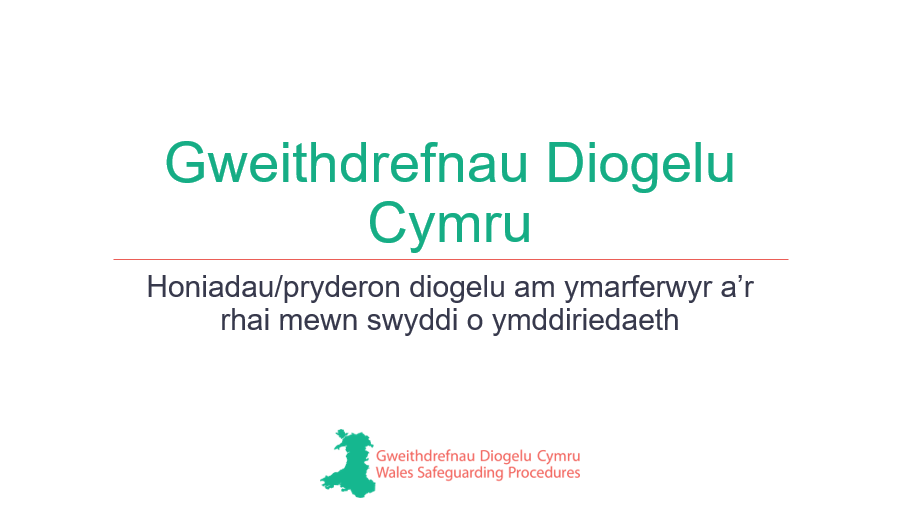 Gweithdrefnau Diogelu
Cymru
Honiadau/pryderon diogelu am ymarferwyr a’r
rhai mewn swyddi o ymddiriedaeth
Gweithdrefnau Diogelu Cymru
Wales Safeguarding Procedures